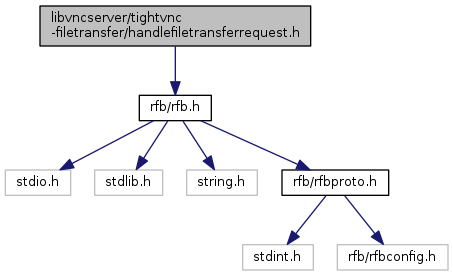 libvncserver/tightvnc
-filetransfer/handlefiletransferrequest.h
rfb/rfb.h
stdio.h
stdlib.h
string.h
rfb/rfbproto.h
stdint.h
rfb/rfbconfig.h